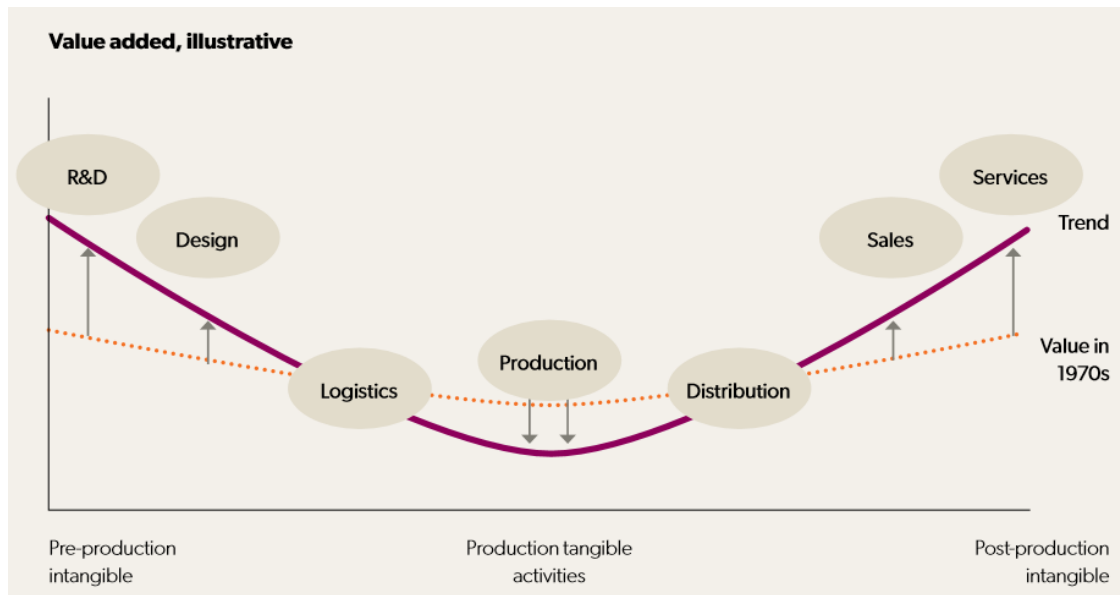 Value added, illustrative
R&D
Services
Design
Sales
Trend
Value in
1970s
Production
Logistics
Distribution
Pre-production
intangible
Production tangible
activities
Post-production
intangible